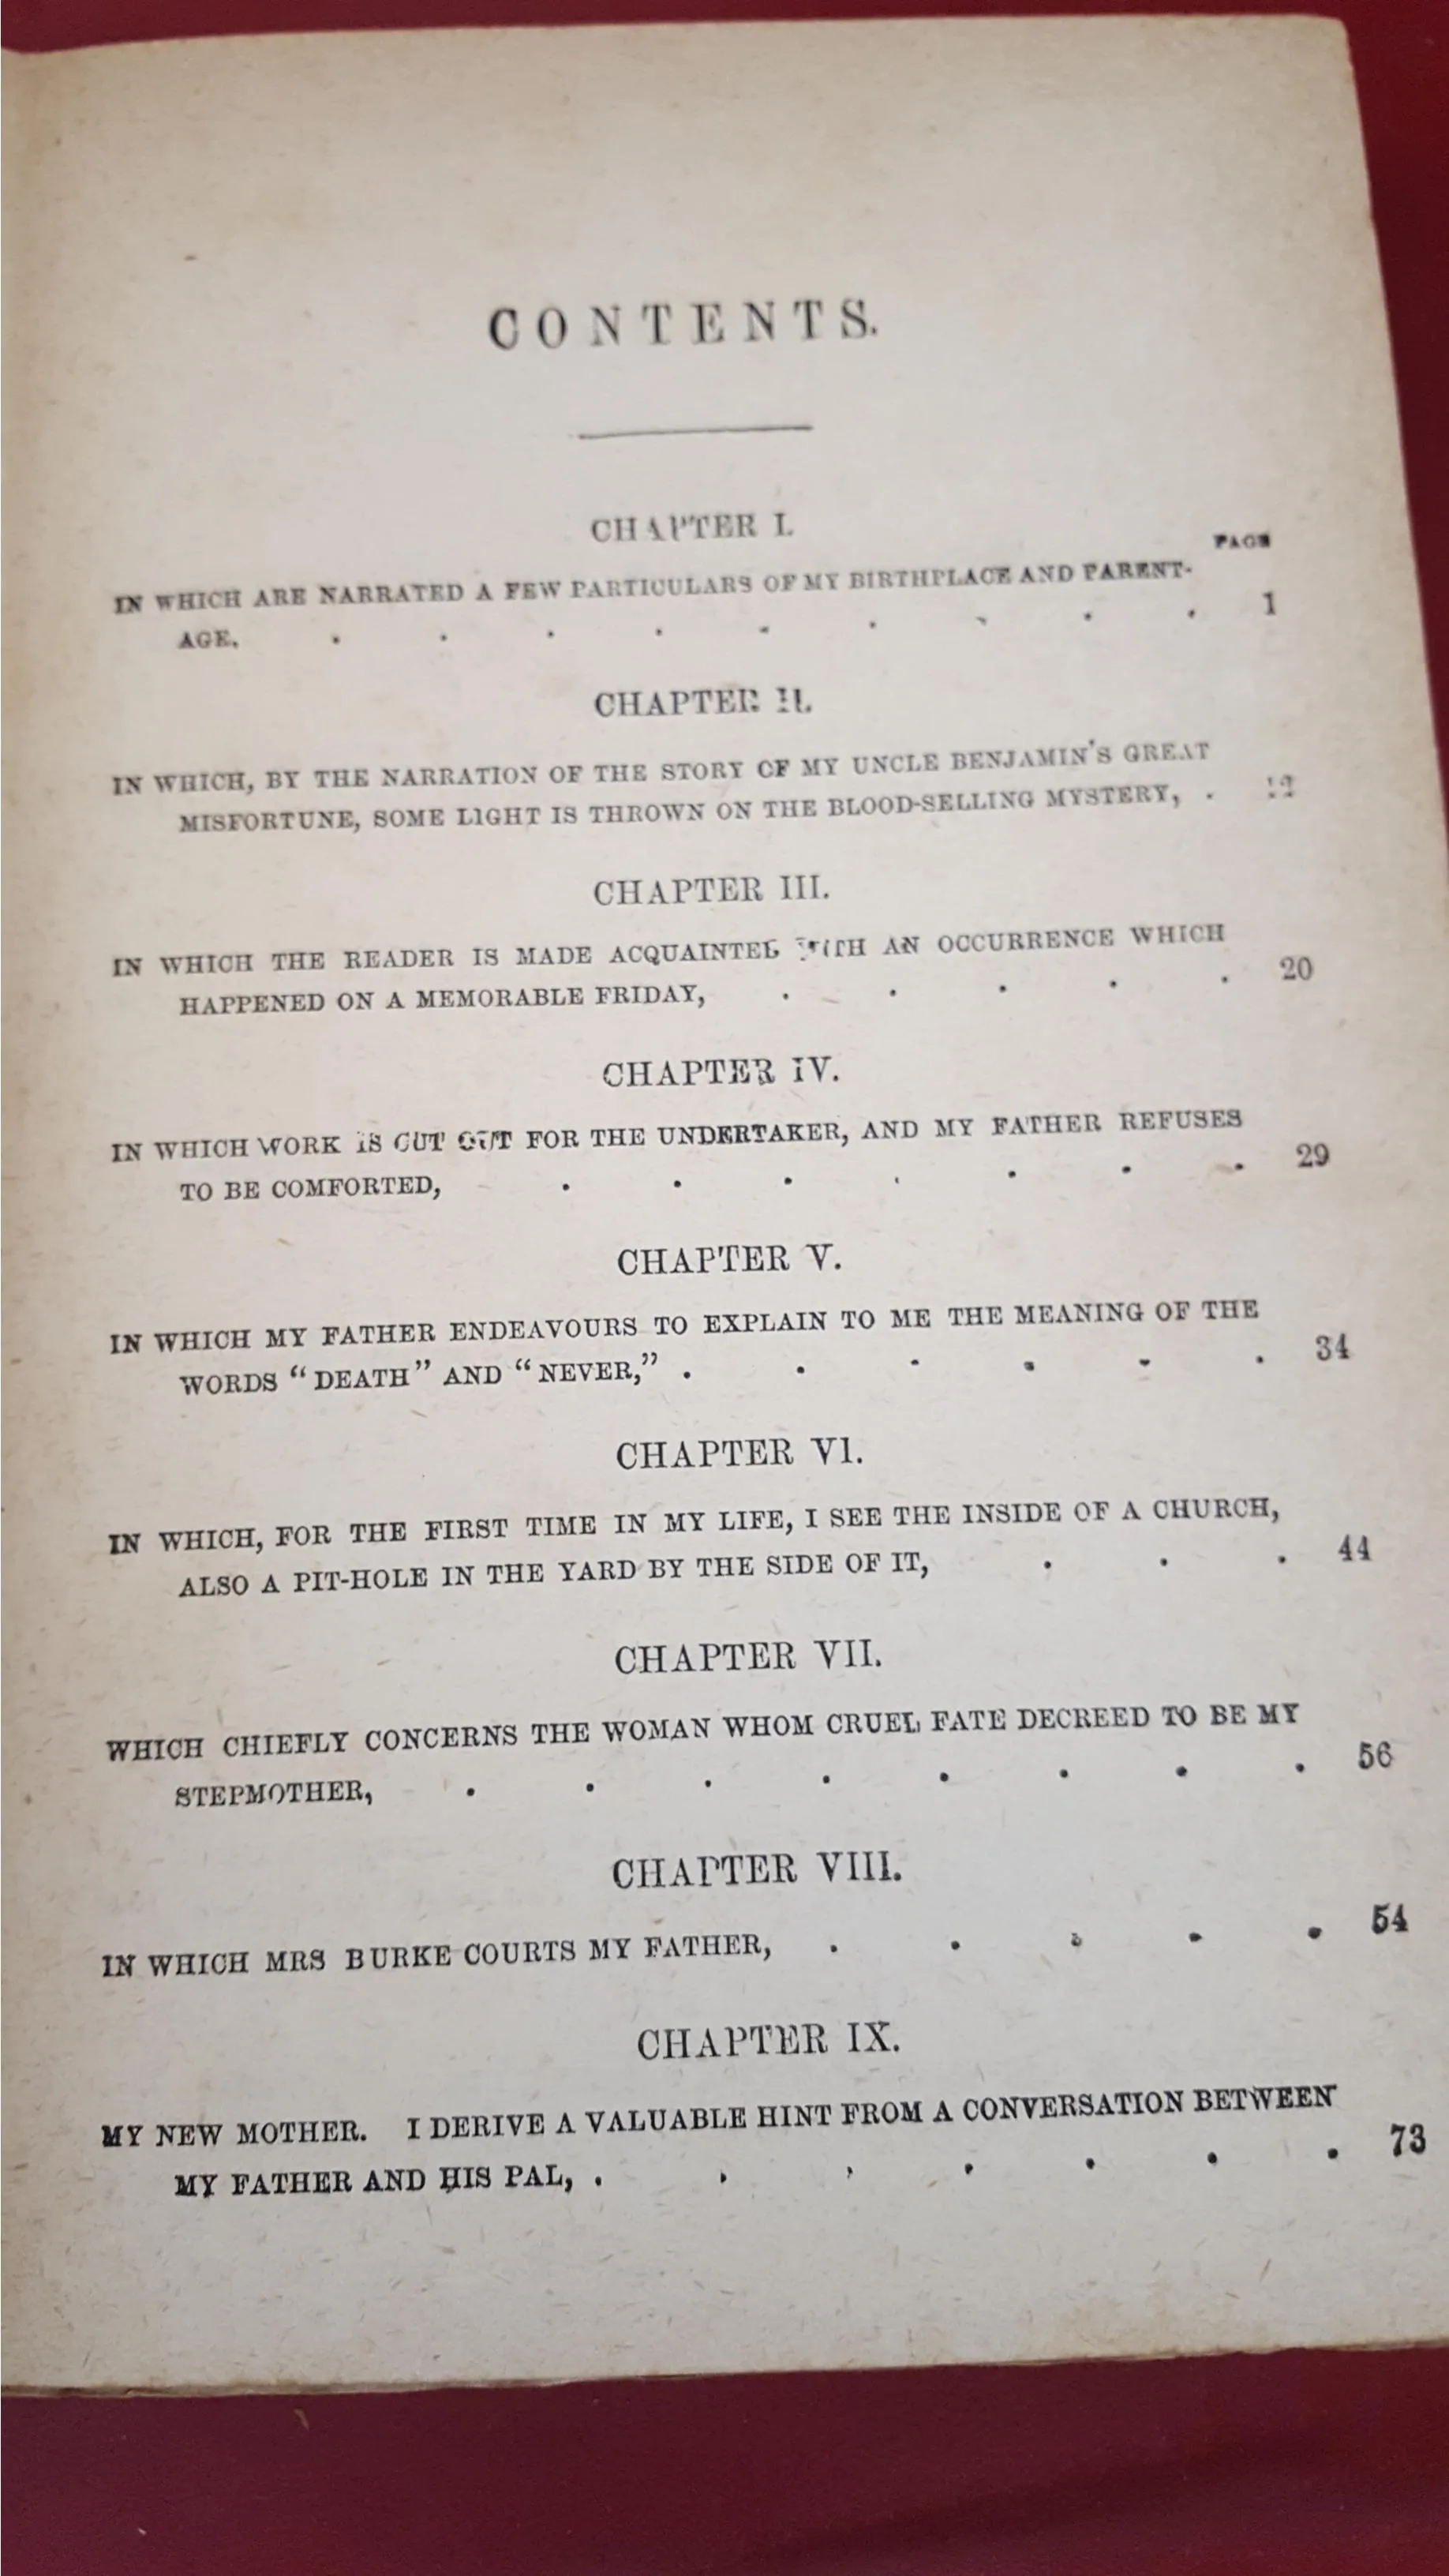 CONTENTS.
CHAPTER I.
PAGE
IN WHICH ARE NARRATED A FEW PARTICULARS OF MY BIRTHPLACE AND PARENT-
AGE, . . . . . . . . . 1
CHAPTER II.
IN WHICH, BY THE NARRATION OF THE STORY OF MY UNCLE BENJAMIN'S GREAT
MISFORTUNE, SOME LIGHT IS THROWN ON THE BLOOD-SELLING MYSTERY, .
CHAPTER III.
IN WHICH THE READER IS MADE ACQUAINTED WITH AN OCCURRENCE WHICH
HAPPENED ON A MEMORABLE FRIDAY, . . . . . 20
CHAPTER IV.
IN WHICH WORK IS CUT OUT FOR THE UNDERTAKER, AND MY FATHER REFUSES
TO BE COMFORTED, . . . . . . . 29
CHAPTER V.
IN WHICH MY FATHER ENDEAVOURS TO EXPLAIN TO ME THE MEANING OF THE
WORDS “DEATH” AND “NEVER,” . . . . . . 34
CHAPTER VI.
IN WHICH, FOR THE FIRST TIME IN MY LIFE, I SEE THE INSIDE OF A CHURCH,
ALSO A PIT-HOLE IN THE YARD BY THE SIDE OF IT, . . . 44
CHAPTER VII.
WHICH CHIEFLY CONCERNS THE WOMAN WHOM CRUEL FATE DECREED TO BE MY
STEPMOTHER, . . . . . . . . 56
CHAPTER VIII.
IN WHICH MRS BURKE COURTS MY FATHER, . . . . . 54
CHAPTER IX.
MY NEW MOTHER. I DERIVE A VALUABLE HINT FROM A CONVERSATION BETWEEN
MY FATHER AND HIS PAL, . . . . . . . 73